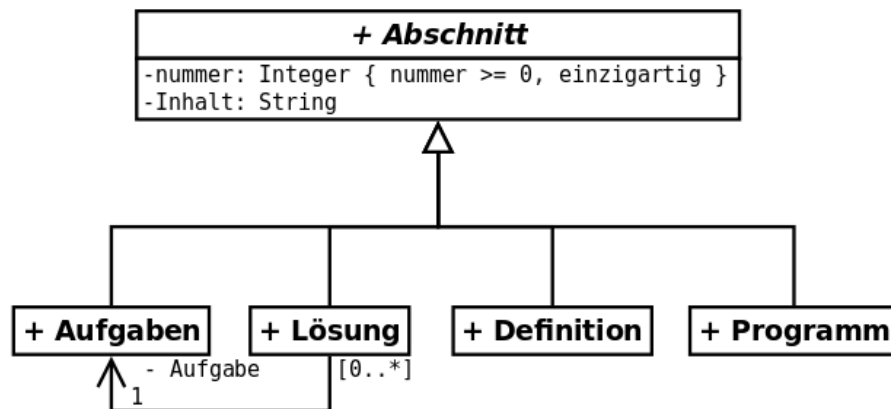 + Abschnitt
-nummer: Integer { nummer >= 0, einzigartig }
-Inhalt: String
+ Aufgaben
+ Lösung
+ Definition
+ Programm
- Aufgabe
[0..*]
1